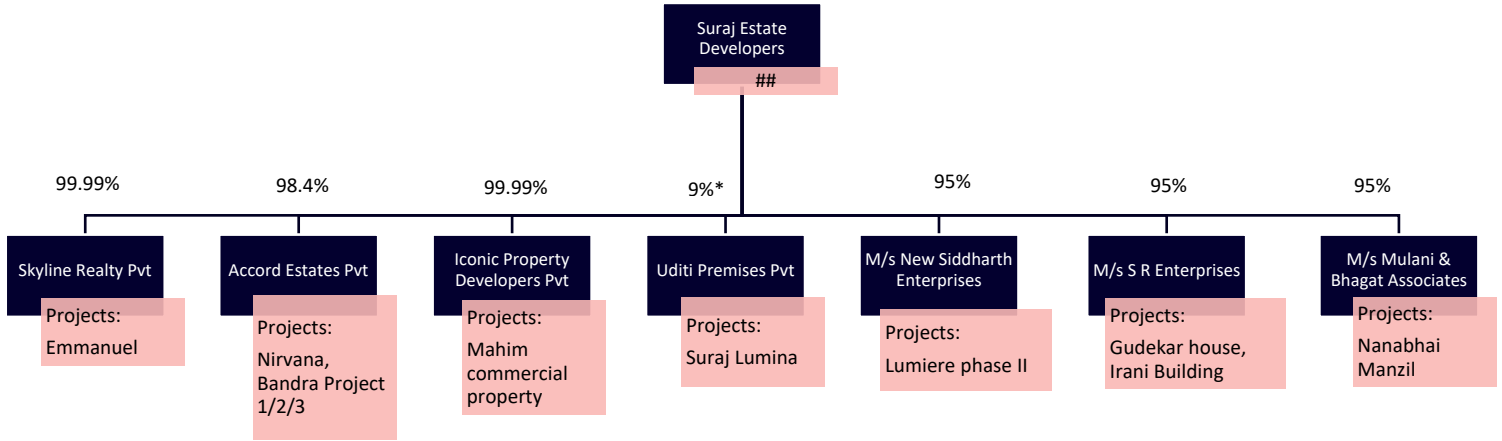 Suraj Estate
Developers
##
99.99%
98.4%
99.99%
9%*
95%
95%
95%
Skyline Realty Pvt
Projects:
Emmanuel
Accord Estates Pvt
Projects:
Nirvana,
Bandra Project
1/2/3
Iconic Property
Developers Pvt
Projects:
Mahim
commercial
property
Uditi Premises Pvt
Projects:
Suraj Lumina
M/s New Siddharth
Enterprises
Projects:
Lumiere phase II
M/s S R Enterprises
Projects:
Gudekar house,
Irani Building
M/s Mulani &
Bhagat Associates
Projects:
Nanabhai
Manzil